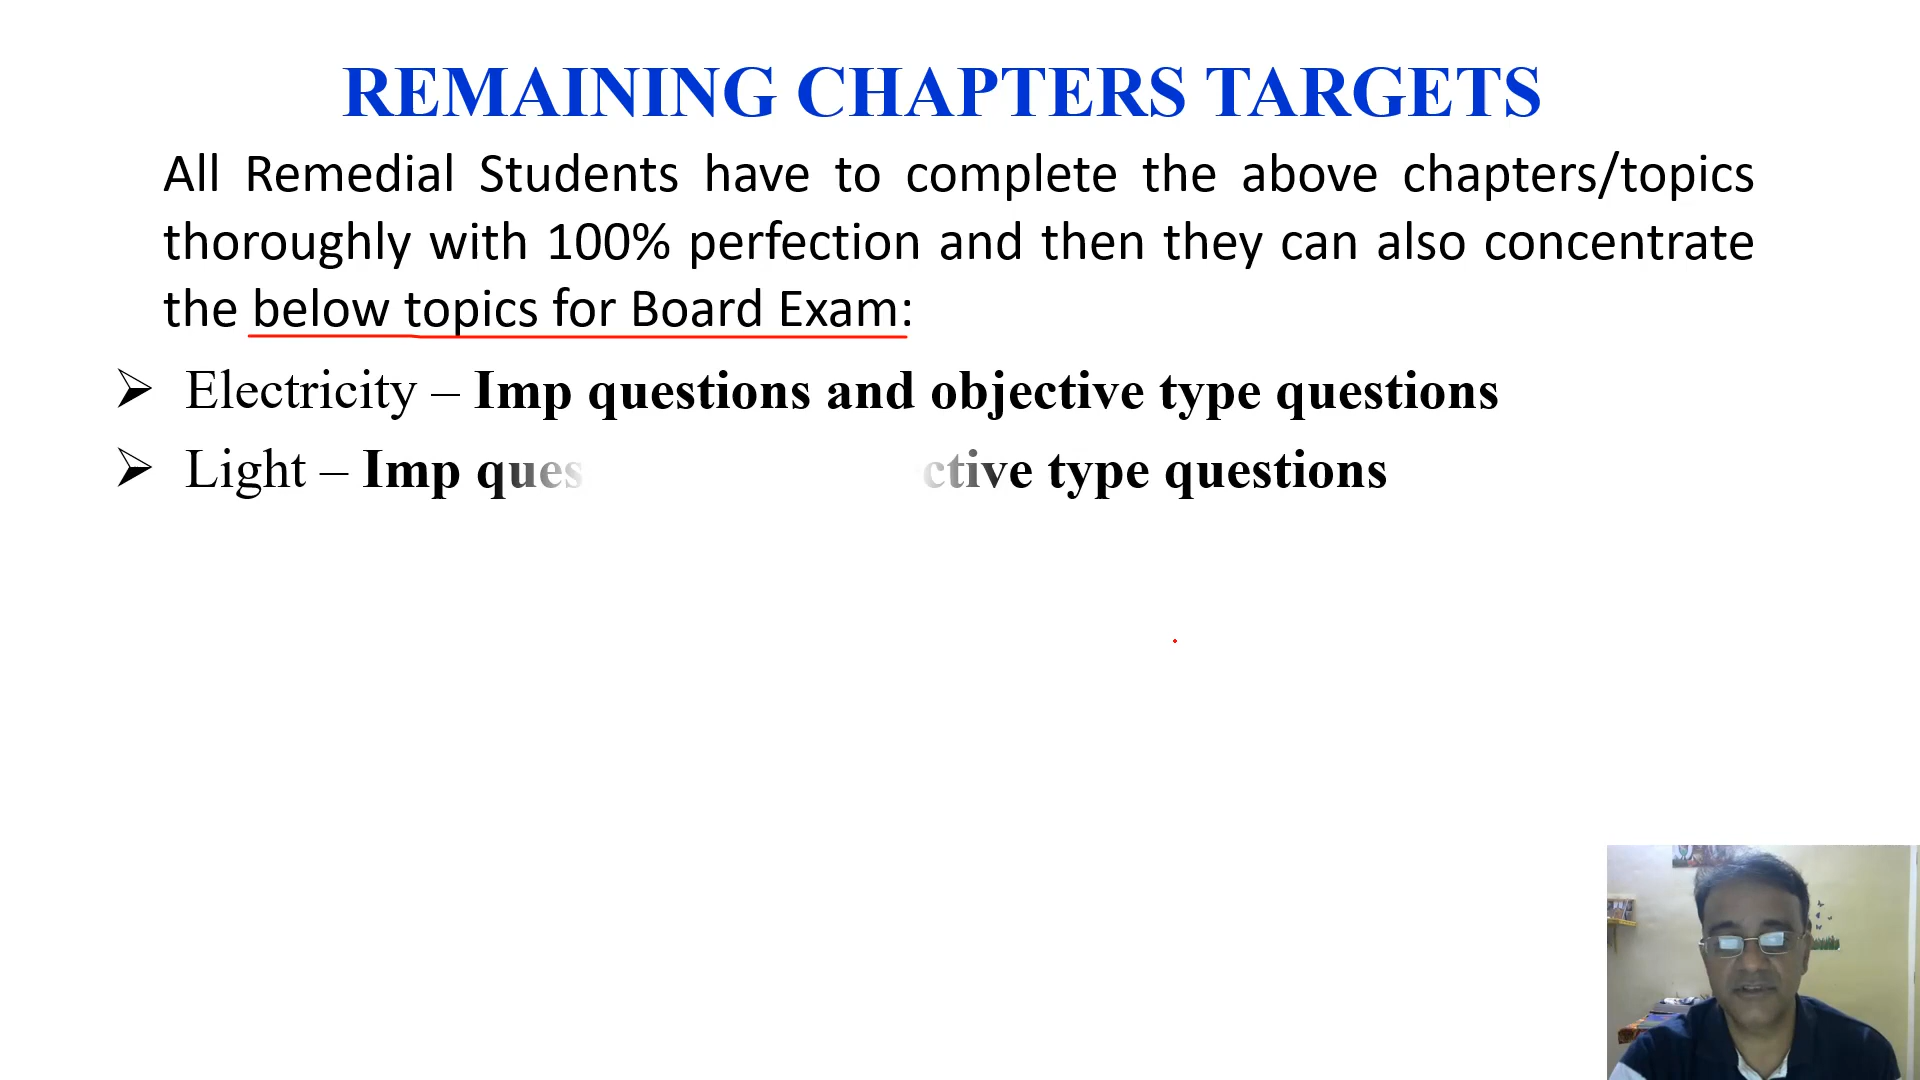 REMAINING CHAPTERS TARGETS
All Remedial Students have to complete the above chapters/topics
thoroughly with 100% perfection and then they can also concentrate
the below topics for Board Exam:
➢ Electricity – Imp questions and objective type questions
➢ Light – Imp ques ctive type questions